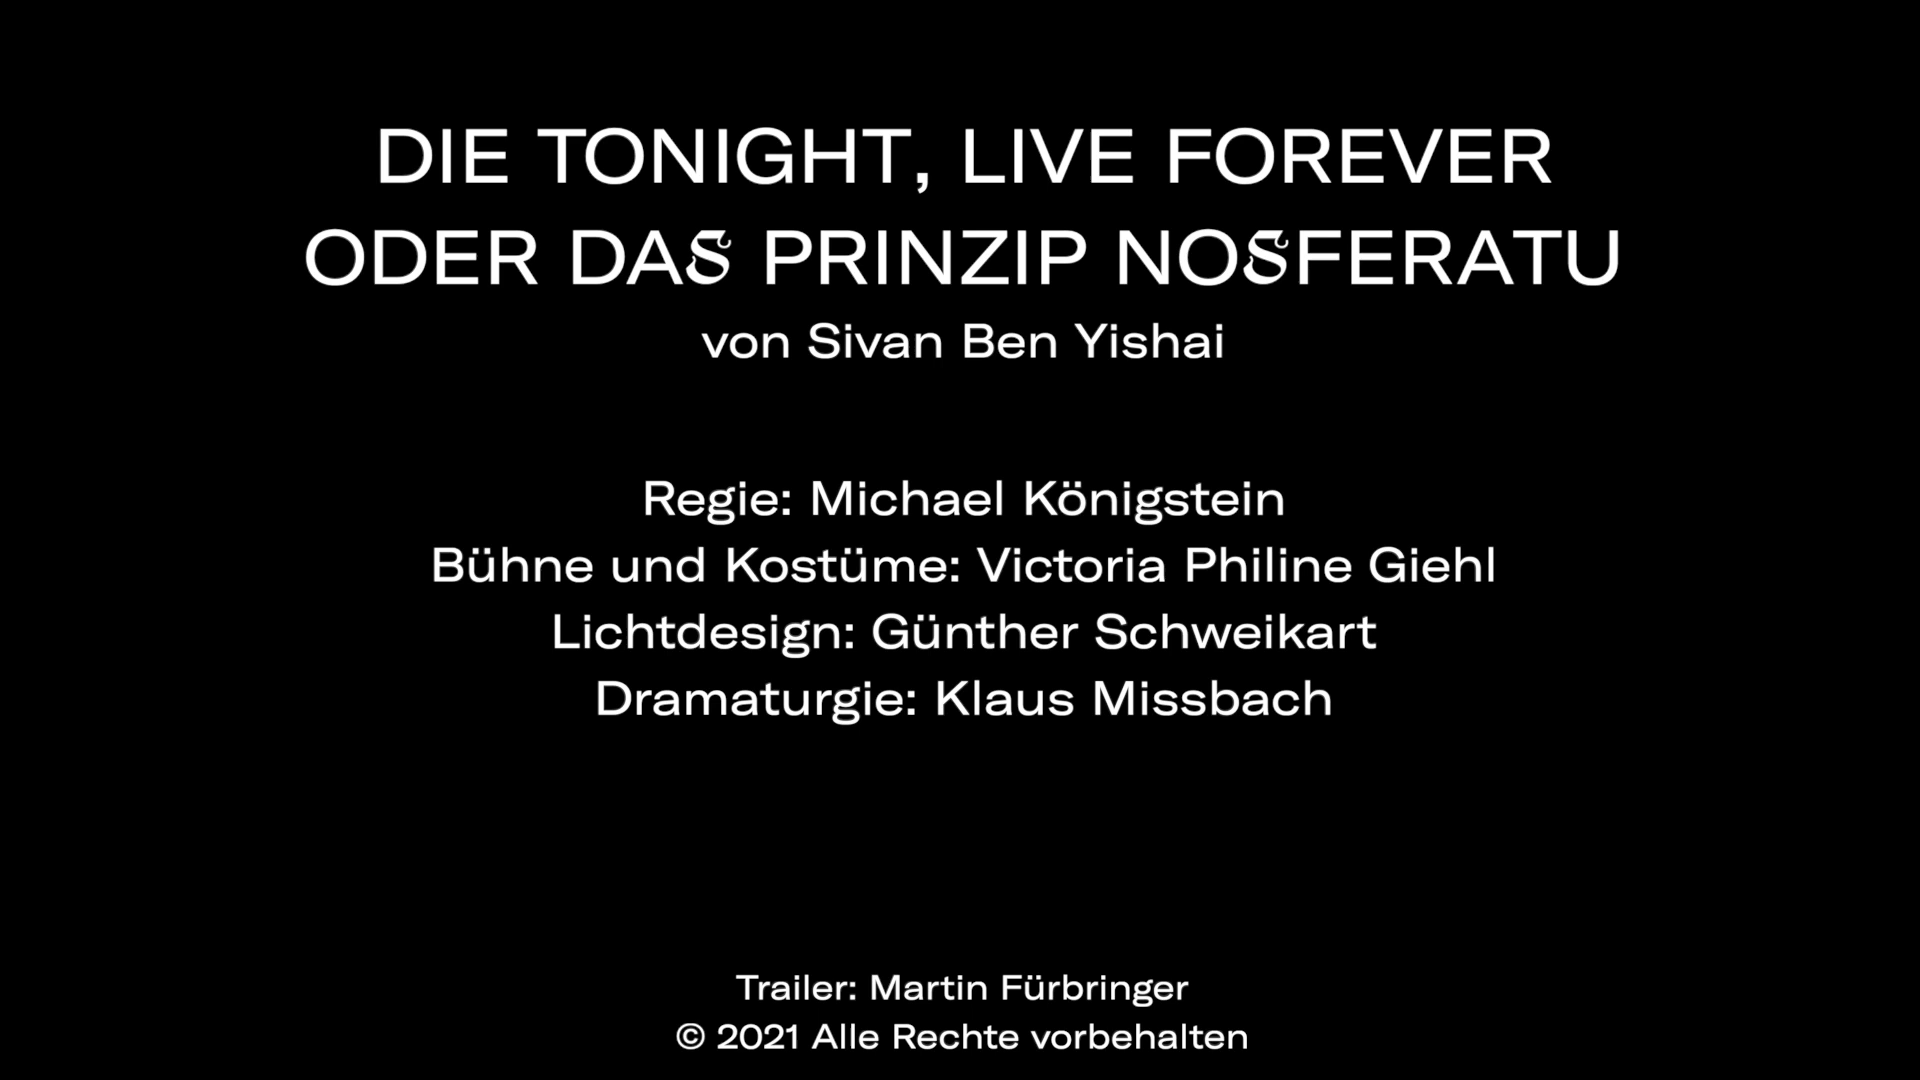 DIE TONIGHT, LIVE FOREVER
ODER DAS PRINZIP NOSFERATU
von Sivan Ben Yishai
Regie: Michael Königstein
Bühne und Kostüme: Victoria Philine Giehl
Lichtdesign: Günther Schweikart
Dramaturgie: Klaus Missbach
Trailer: Martin Fürbringer
© 2021 Alle Rechte vorbehalten